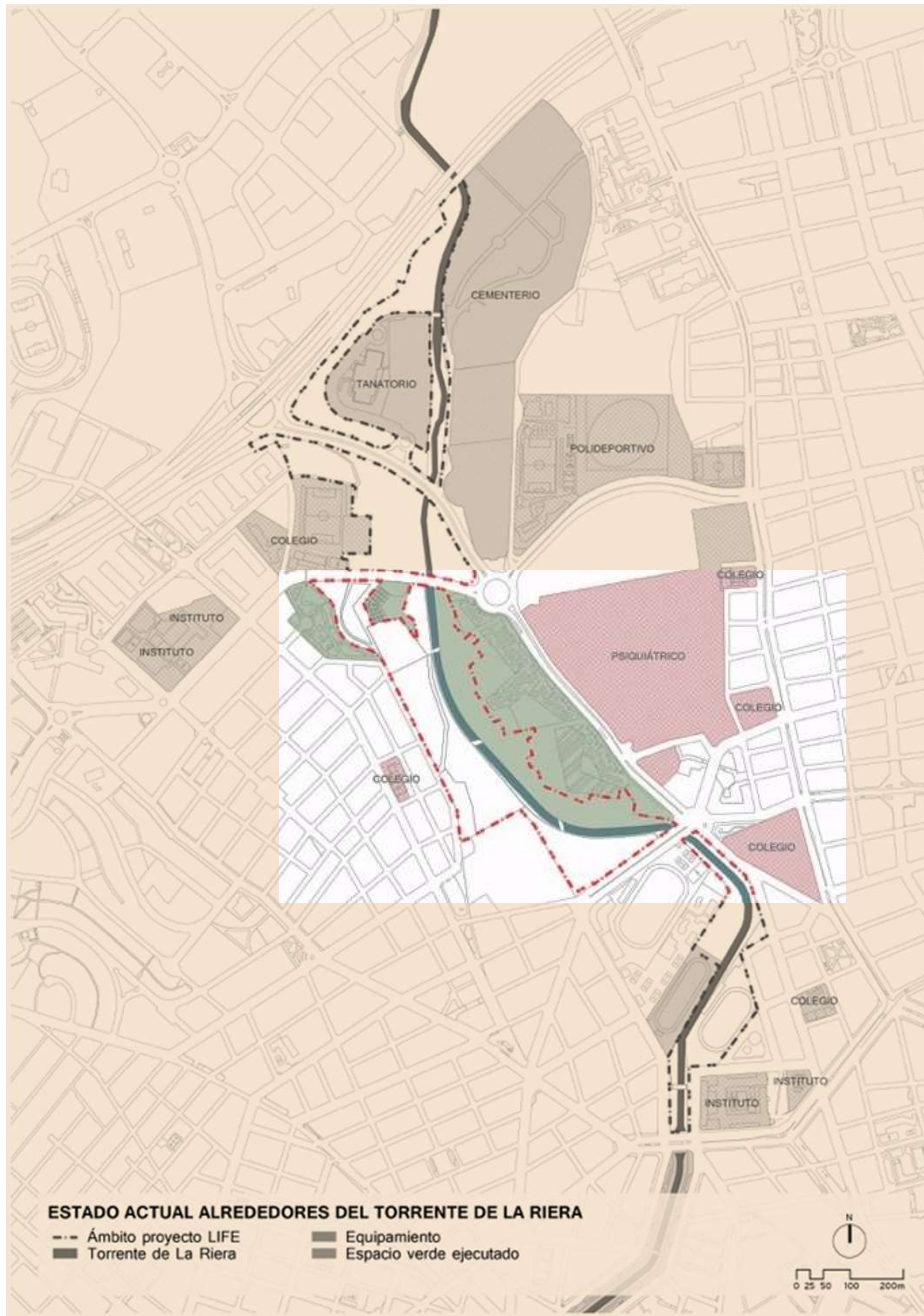 CEMENTERIO
TANATORIO
POLIDEPORTIVO
COLEGIO
COLEGIO
INSTITUTO
INSTITUTO
PSIQUIÁTRICO
COLEGIO
COLEGIO
COLEGIO
COLEGIO
INSTITUTO
INSTITUTO
ESTADO ACTUAL ALREDEDORES DEL TORRENTE DE LA RIERA
Ámbito proyecto LIFE
Torrente de La Riera
Equipamiento
Espacio verde ejecutado
N
0 25 50 100 200m